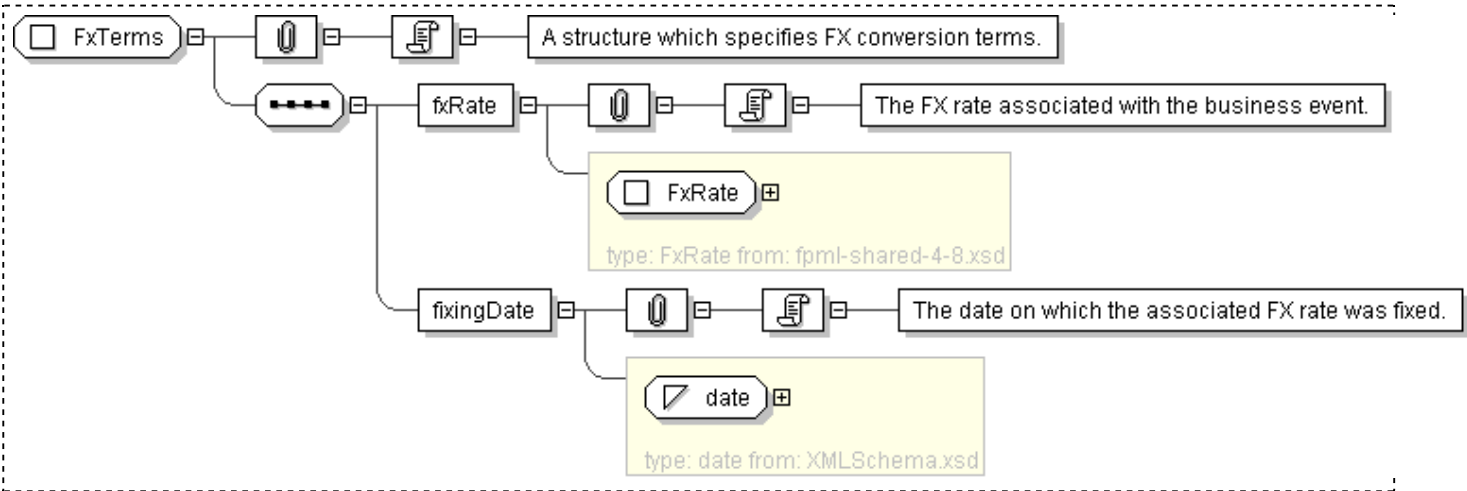 FxTerms
A structure which specifies FX conversion terms.
fxRate
The FX rate associated with the business event.
FxRate
type: FxRate from: fpml-shared-4-8.xsd
fixingDate
The date on which the associated FX rate was fixed.
date
type: date from: XMLSchema.xsd